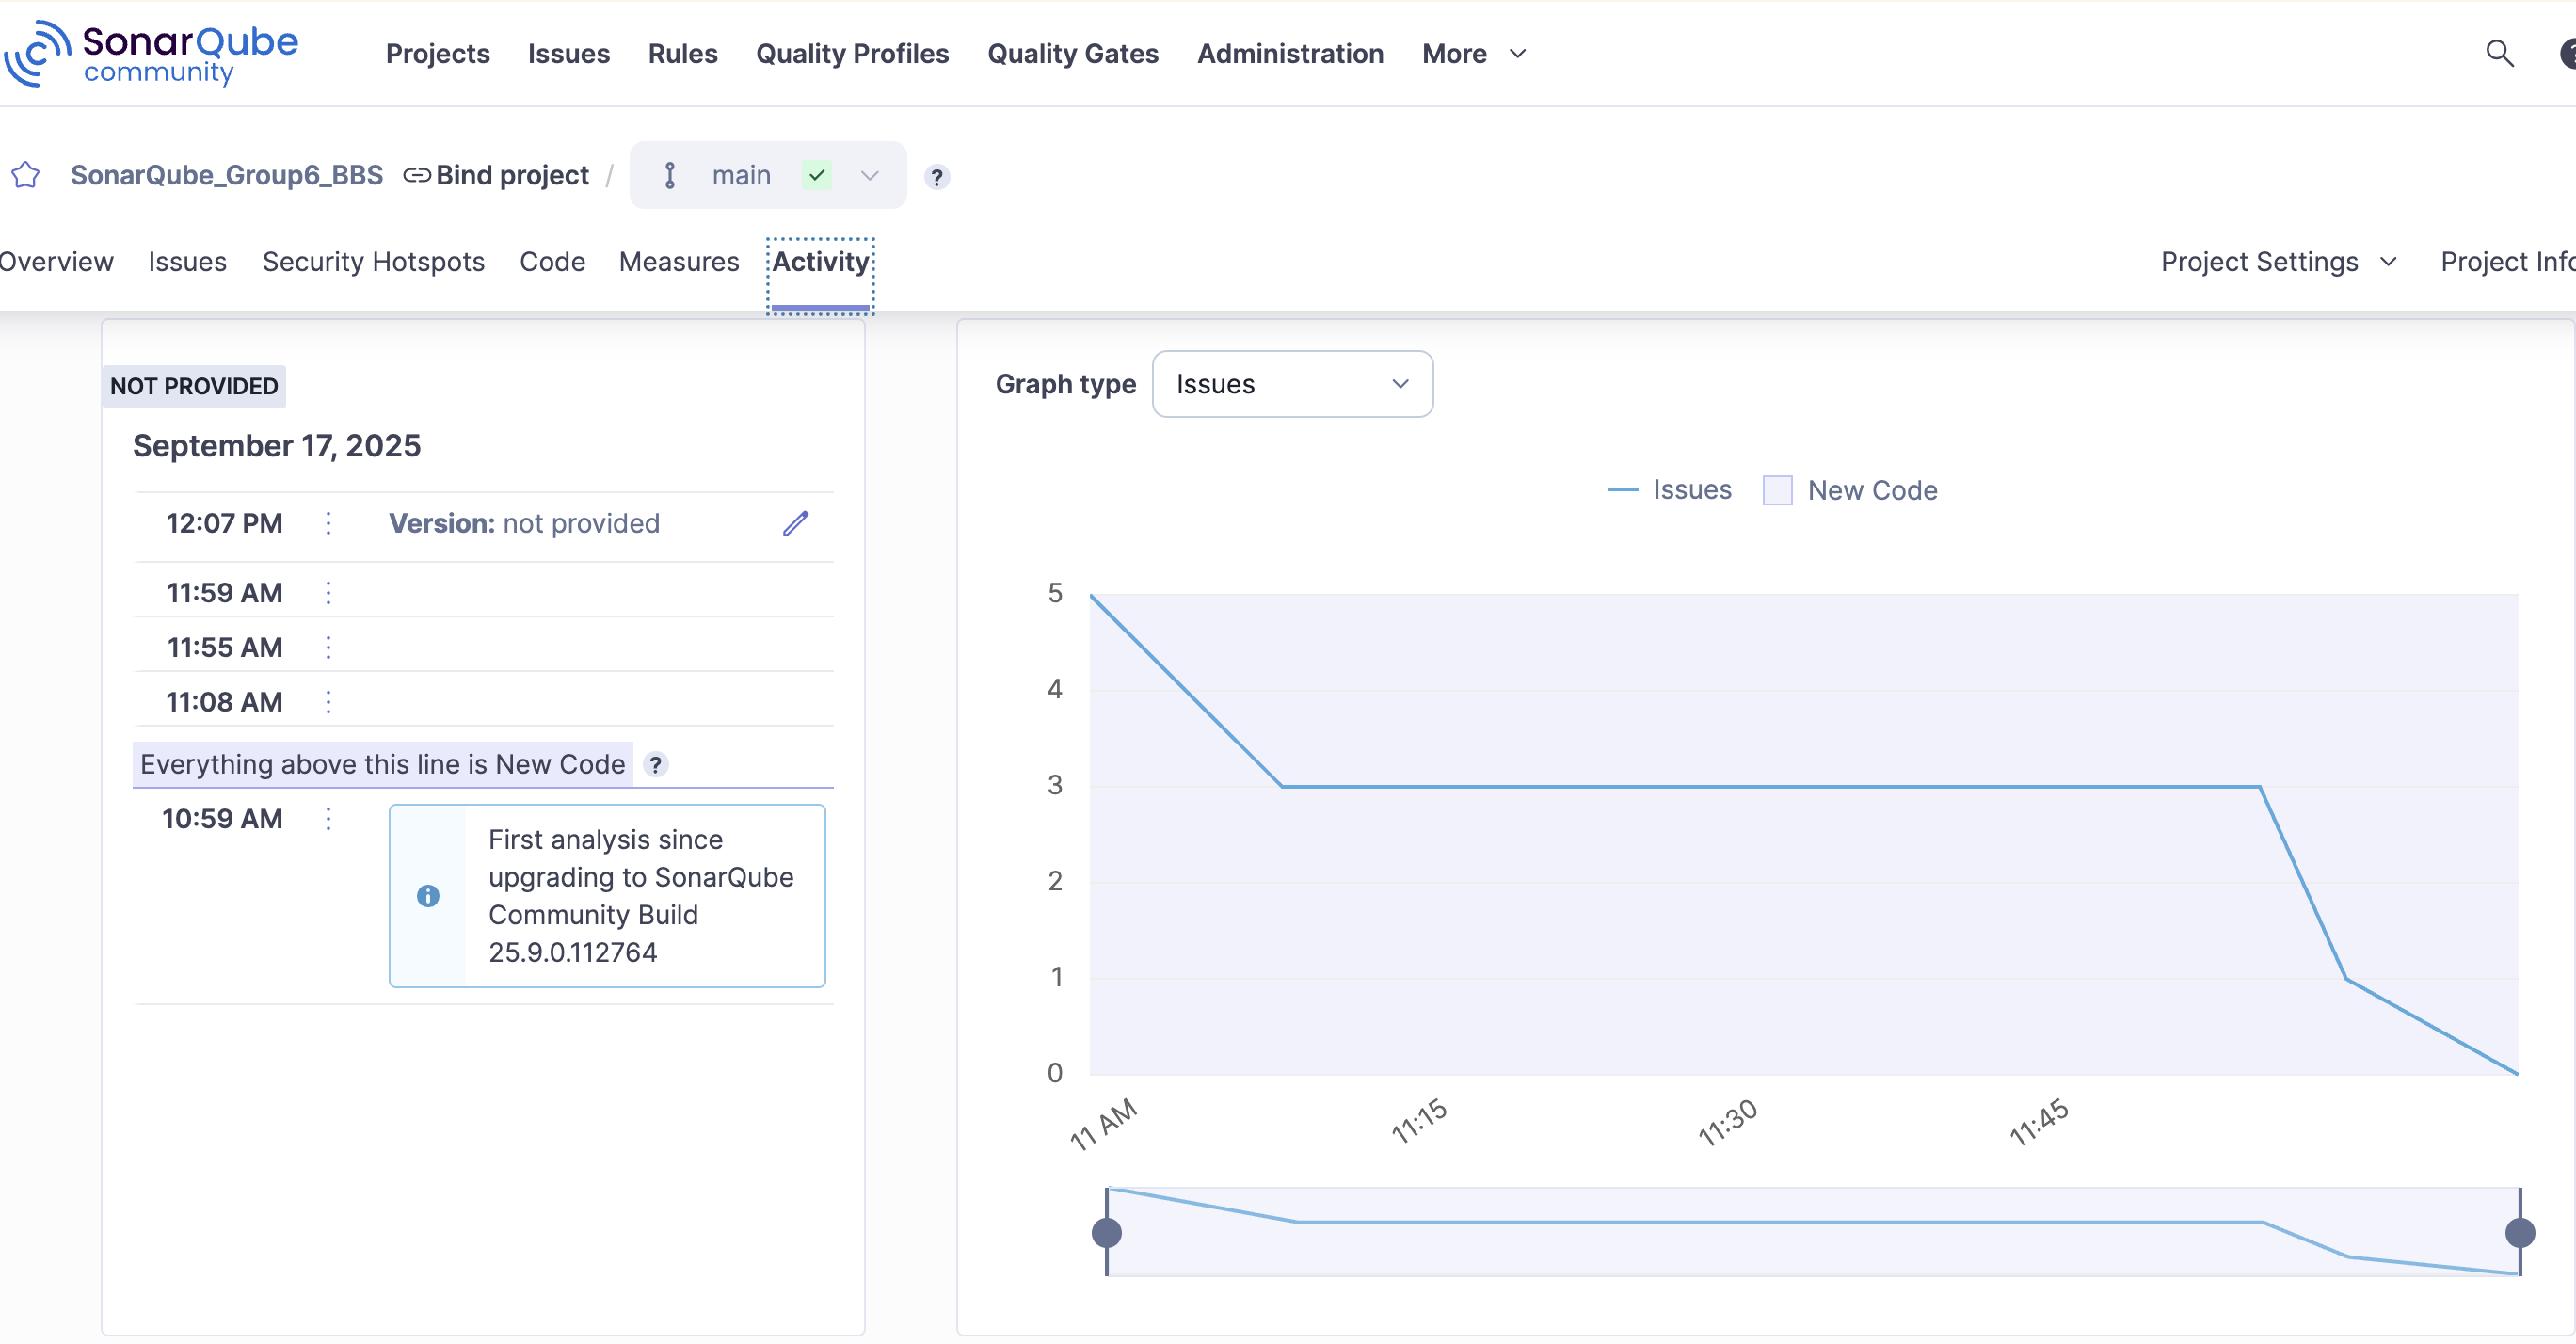 SonarQube
community
Projects Issues Rules Quality Profiles Quality Gates Administration More
?
SonarQube_Group6_BBS Bind project / main ?
Overview Issues Security Hotspots Code Measures Activity Project Settings
Project Info
NOT PROVIDED
September 17, 2025
12:07 PM Version: not provided
11:59 AM
11:55 AM
11:08 AM
Everything above this line is New Code ?
10:59 AM
First analysis since
upgrading to SonarQube
Community Build
25.9.0.112764
Graph type Issues
Issues New Code
5
4
3
2
1
0
11 AM 11:15 11:30 11:45